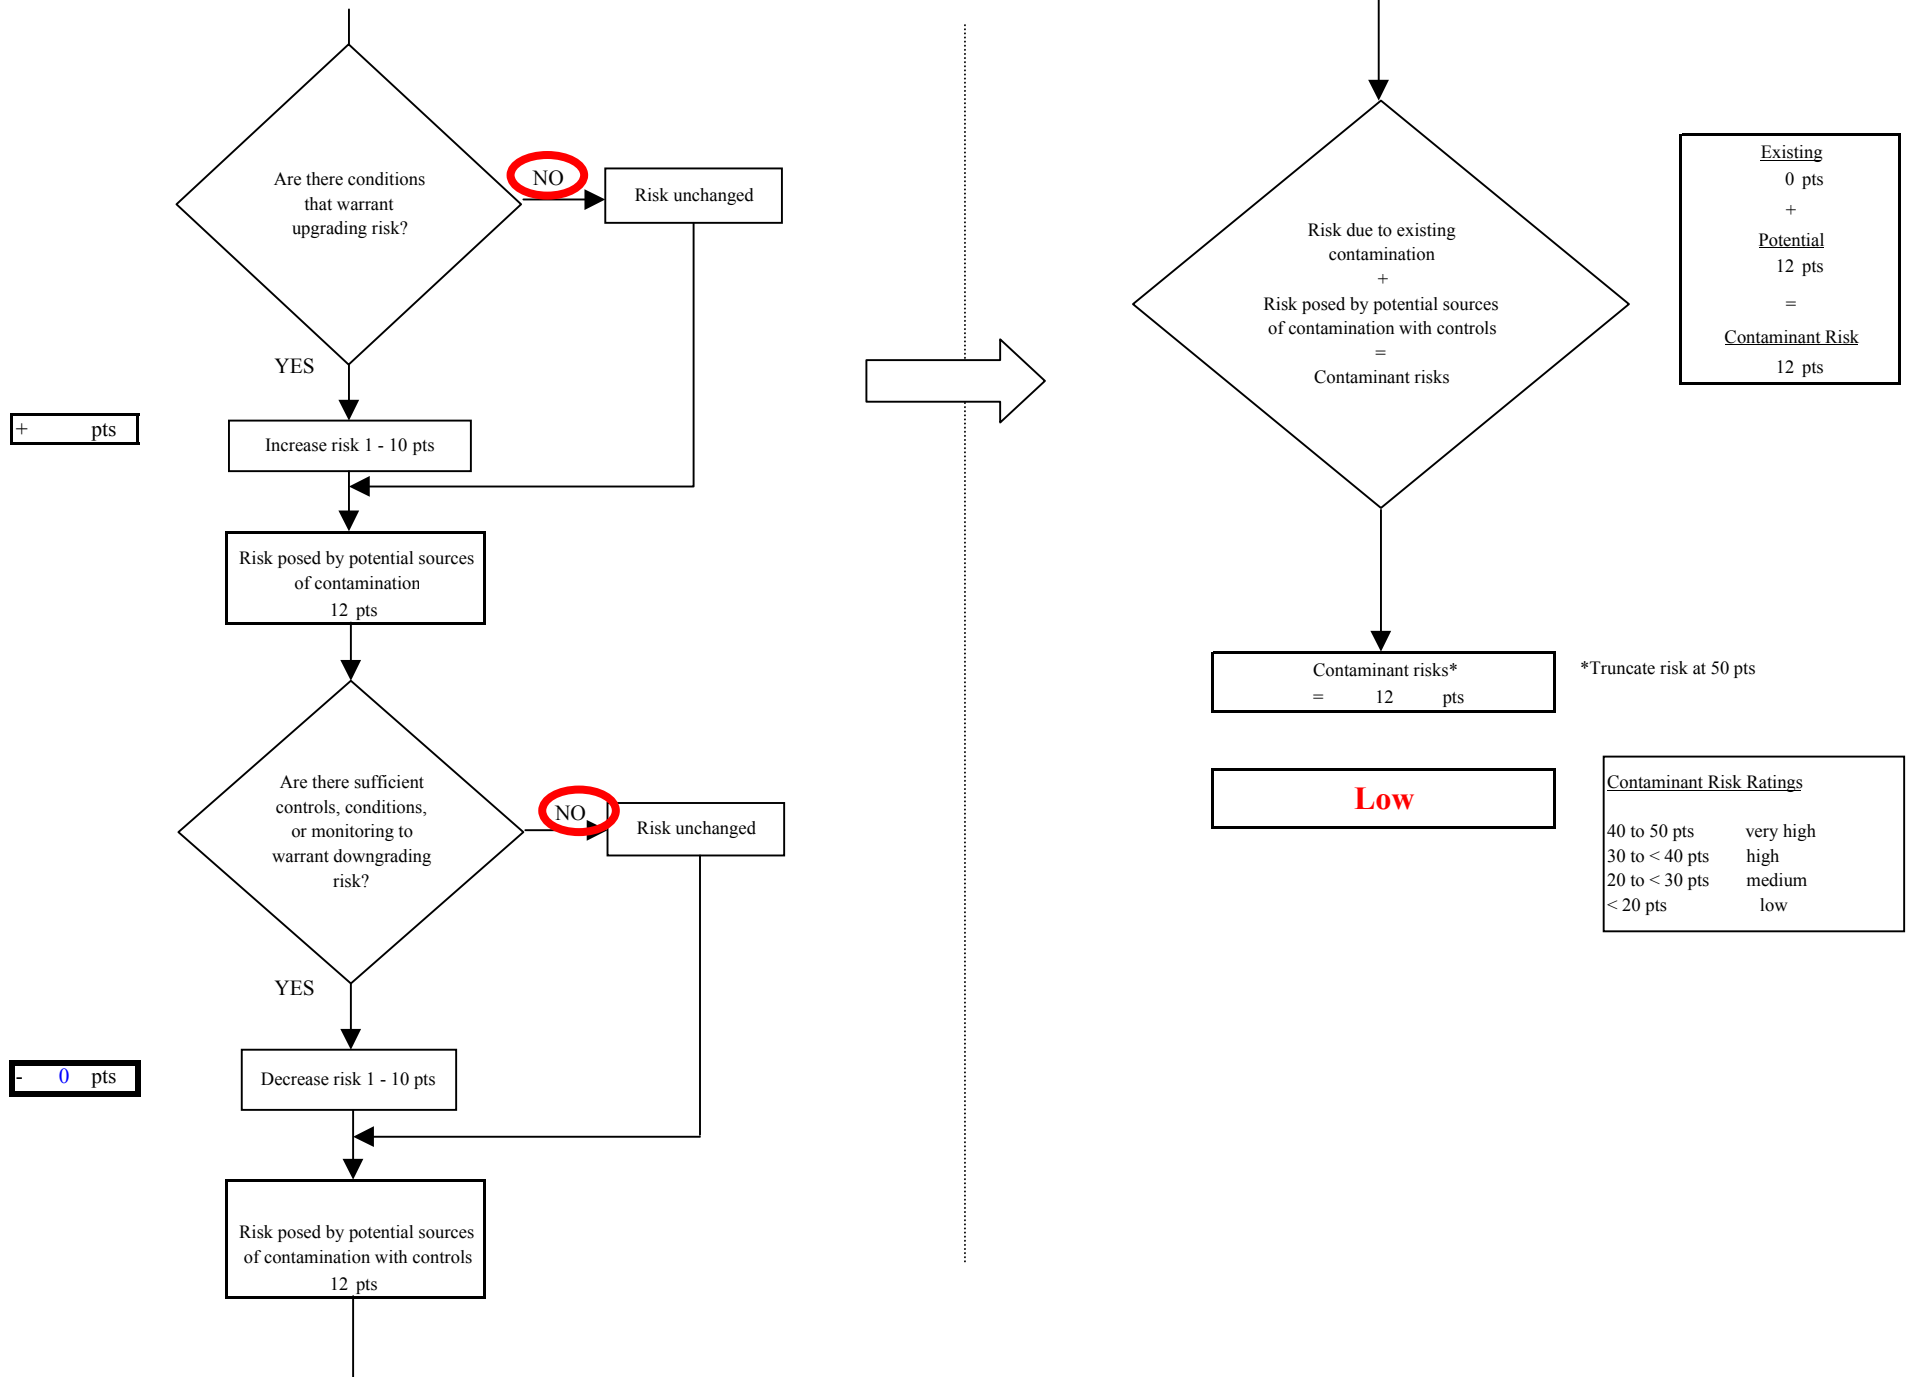 Are there conditions
that warrant
upgrading risk?
NO
Risk unchanged
YES
+ pts
Increase risk 1 - 10 pts
Risk posed by potential sources
of contamination
12 pts
Are there sufficient
controls, conditions,
or monitoring to
warrant downgrading
risk?
NO
Risk unchanged
YES
- 0 pts
Decrease risk 1 - 10 pts
Risk posed by potential sources
of contamination with controls
12 pts
Risk due to existing
contamination
+
Risk posed by potential sources
of contamination with controls
=
Contaminant risks
Existing
0 pts
+
Potential
12 pts
=
Contaminant Risk
12 pts
Contaminant risks*
= 12 pts
*Truncate risk at 50 pts
Low
Contaminant Risk Ratings
40 to 50 pts very high
30 to < 40 pts high
20 to < 30 pts medium
< 20 pts low